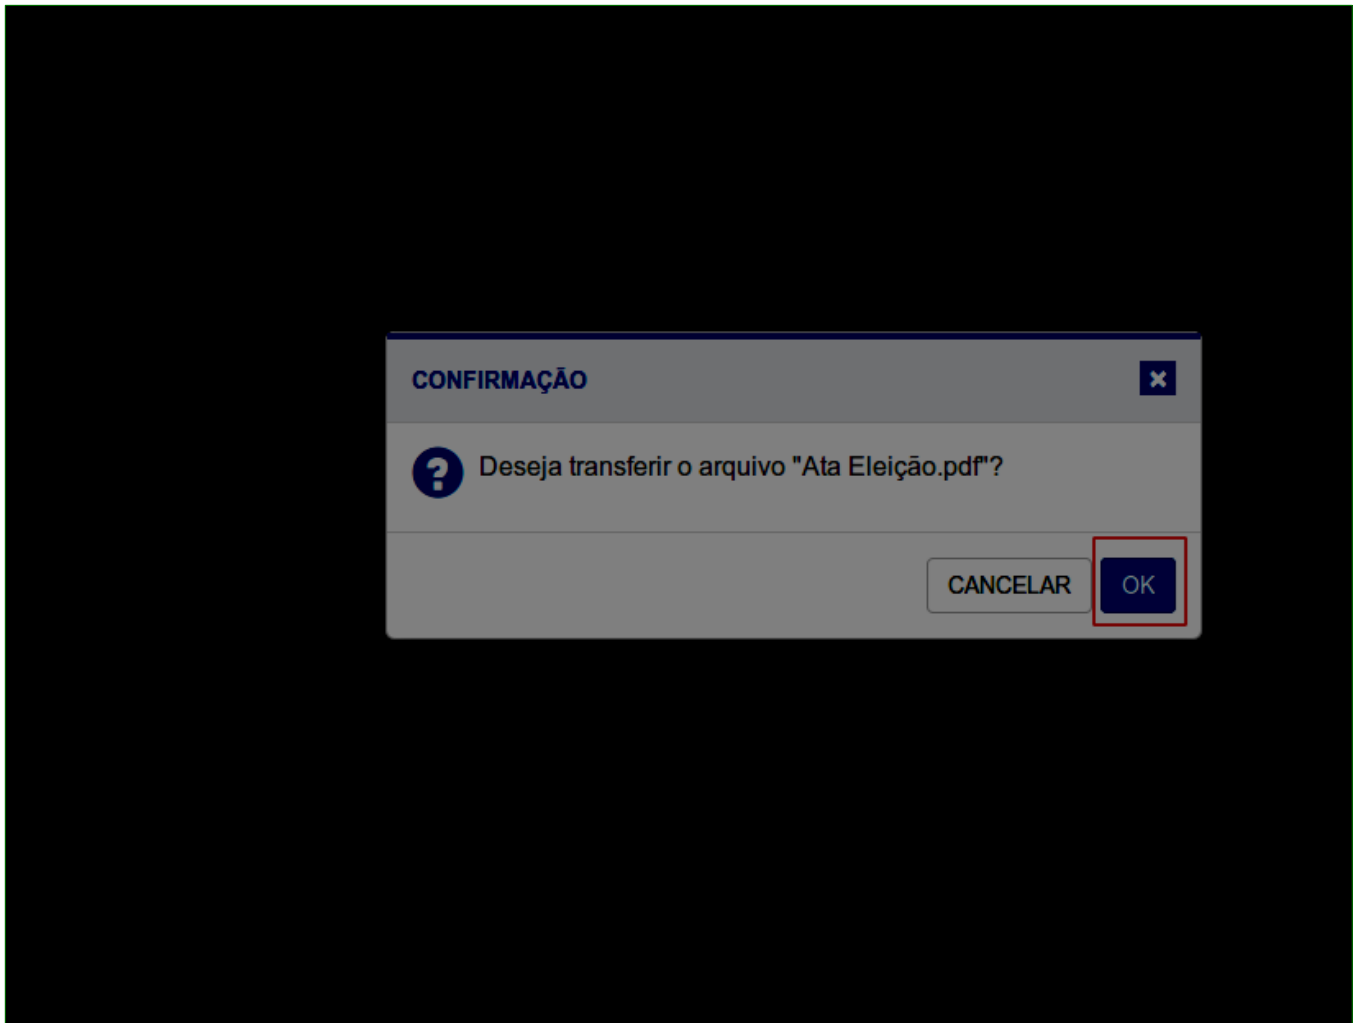 CONFIRMAÇÃO
Deseja transferir o arquivo "Ata Eleição.pdf"?
CANCELAR
OK